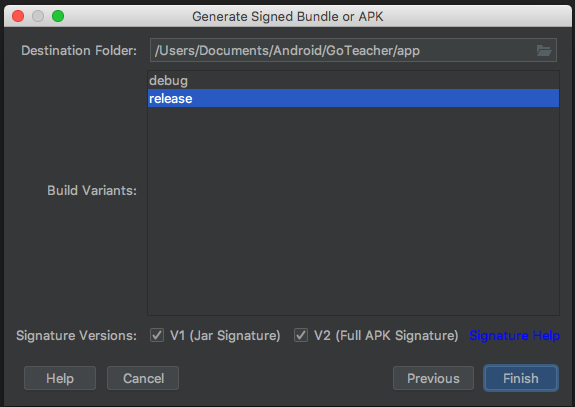 Generate Signed Bundle or APK
Destination Folder: /Users/Documents/Android/GoTeacher/app
debug
release
Build Variants:
Signature Versions: V1 (Jar Signature) V2 (Full APK Signature) Signature Help
Help Cancel Previous Finish